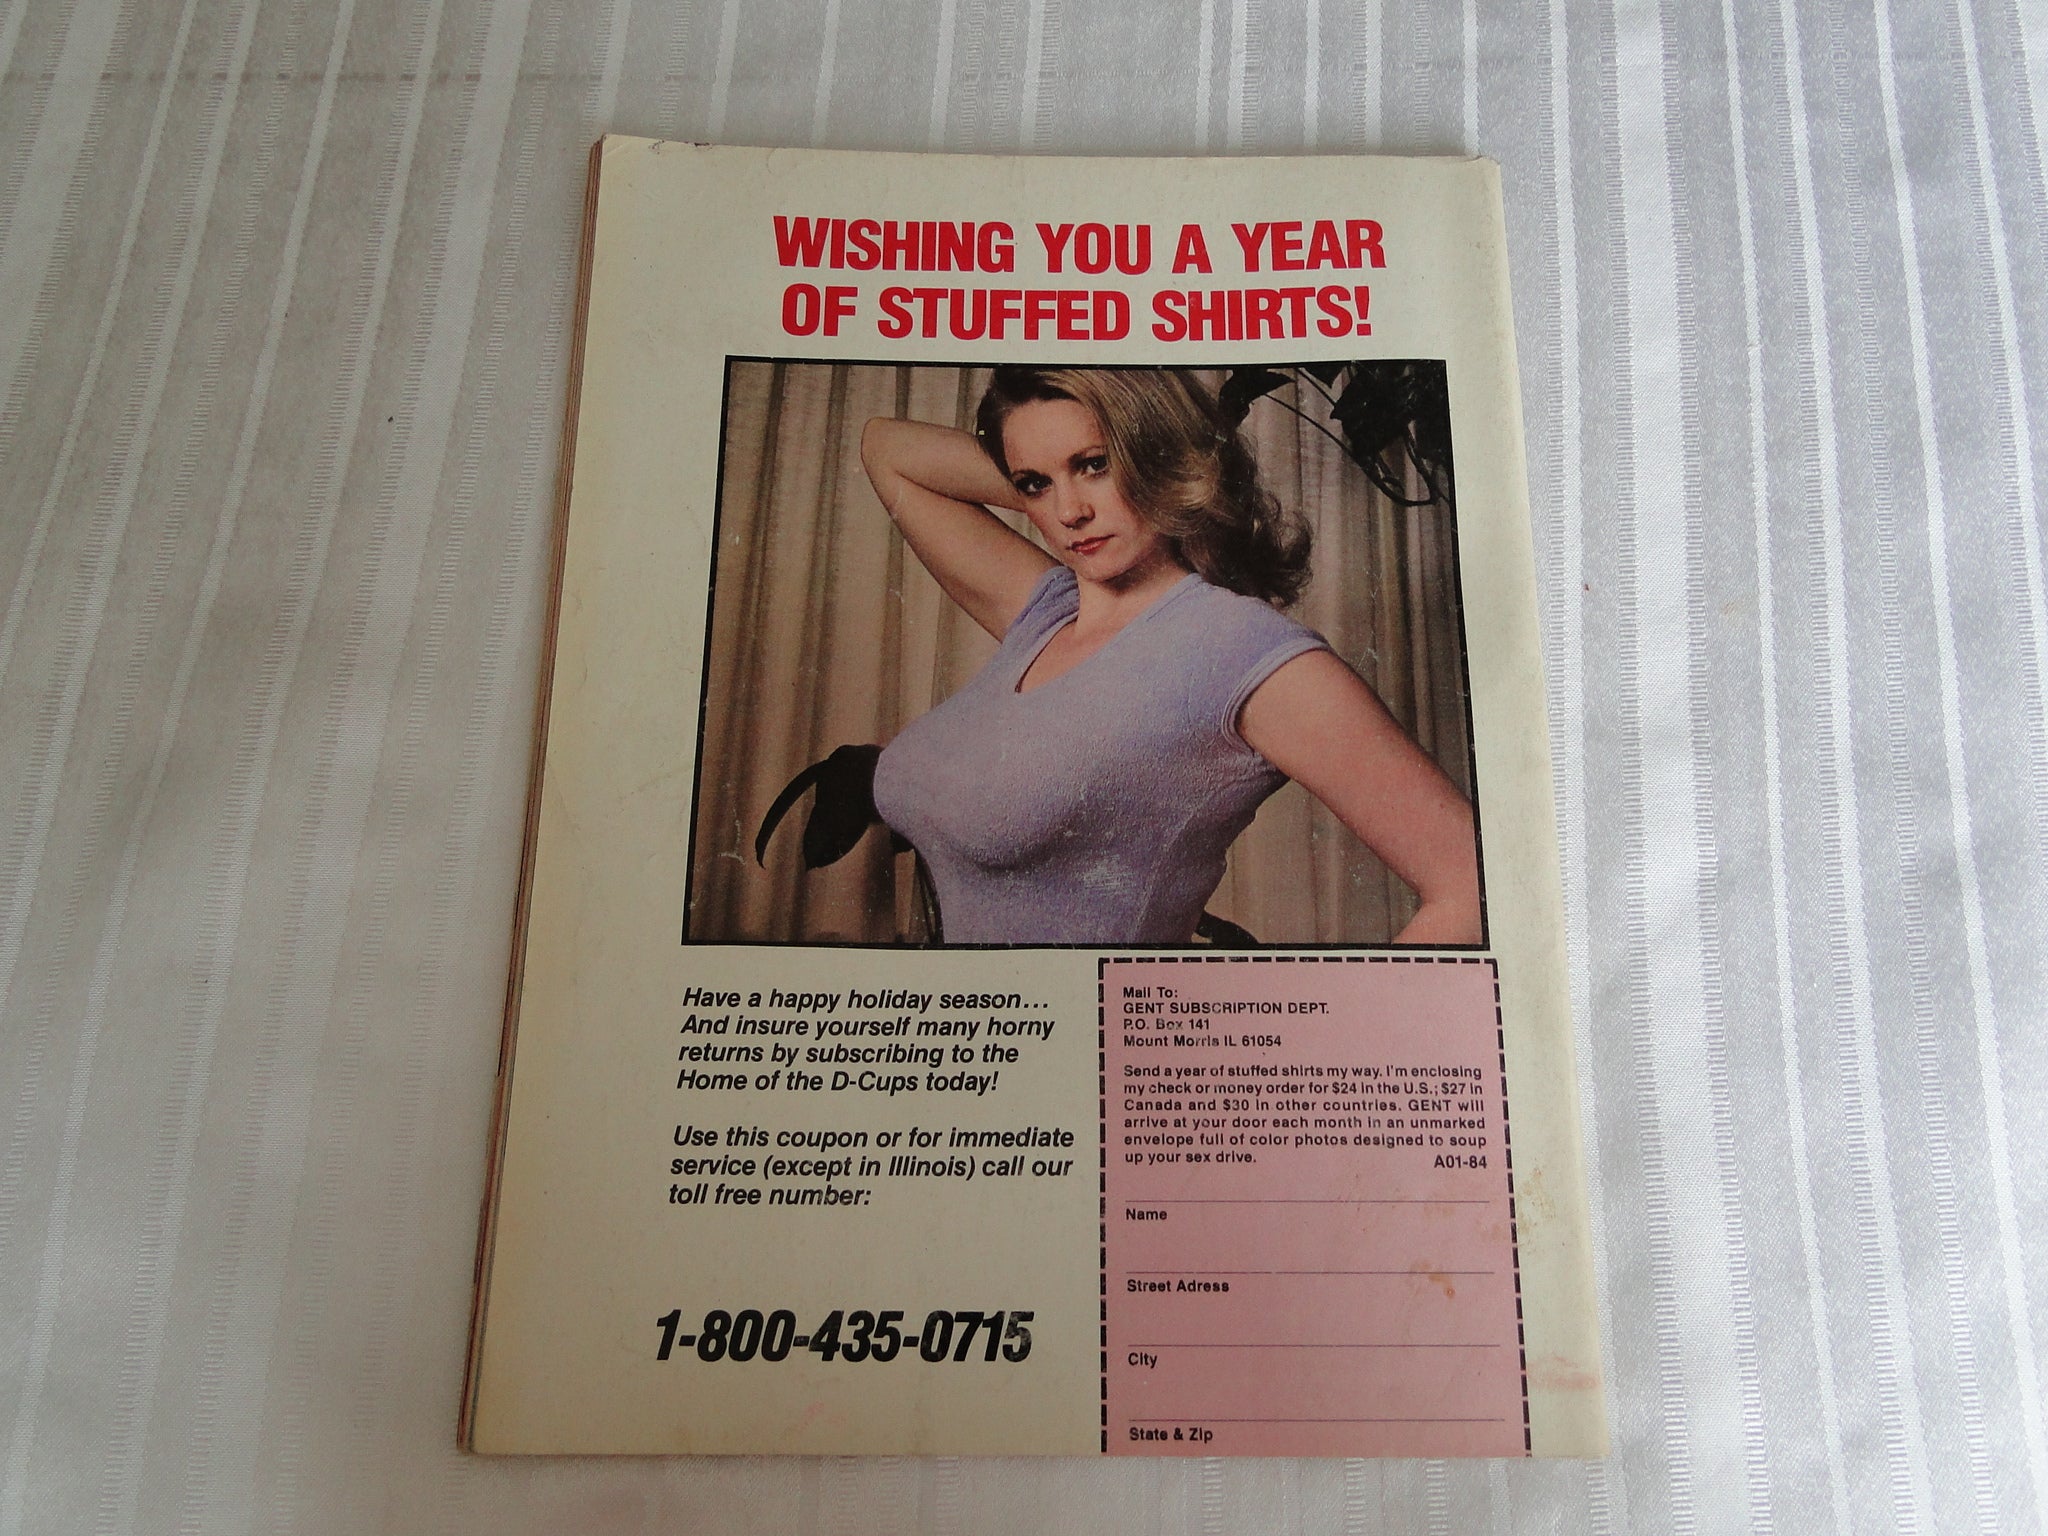 WISHING YOU A YEAR
OF STUFFED SHIRTS!
Have a happy holiday season...
And insure yourself many horny
returns by subscribing to the
Home of the D-Cups today!
Use this coupon or for immediate
service (except in Illinois) call our
toll free number:
1-800-435-0715
Mail To:
GENT SUBSCRIPTION DEPT.
P.O. Box 141
Mount Morris IL 61054
Send a year of stuffed shirts my way. I'm enclosing
my check or money order for $24 in the U.S.; $27 in
Canada and $30 in other countries. GENT will
arrive at your door each month in an unmarked
envelope full of color photos designed to soup
up your sex drive. A01-84
Name
Street Adress
City
State & Zip